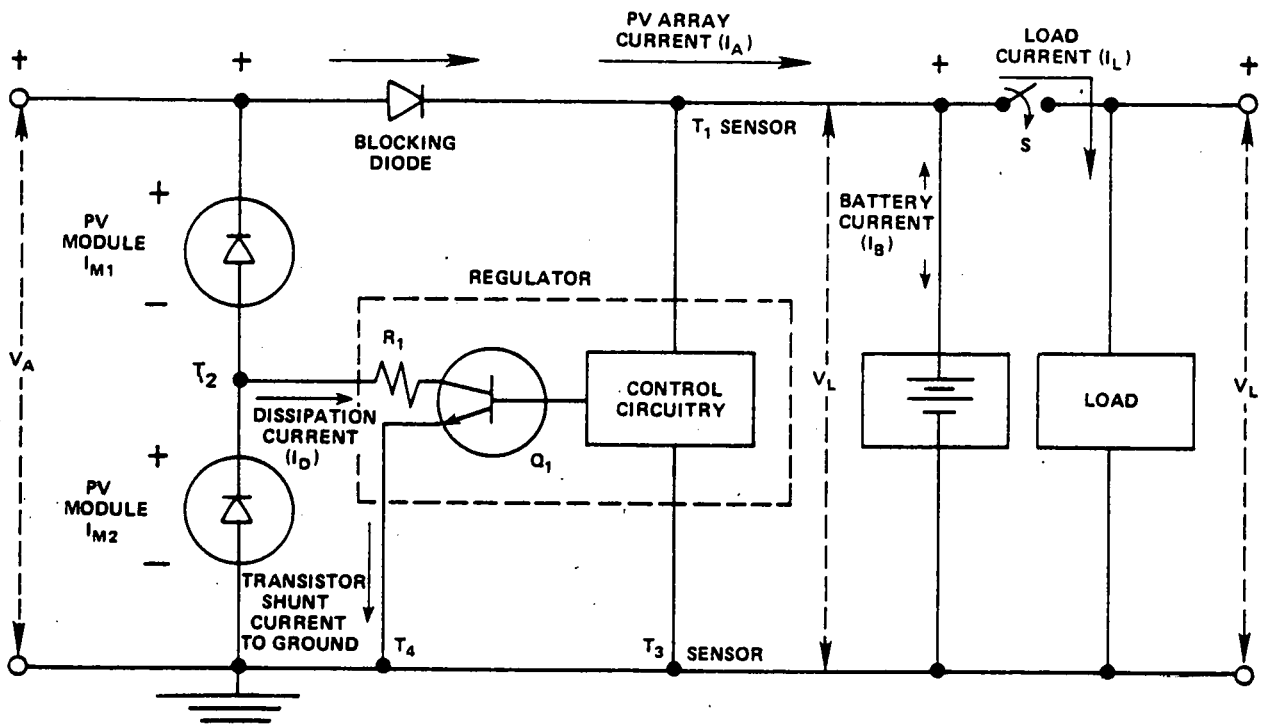 PV ARRAY
CURRENT (I_A)
LOAD
CURRENT (I_L)
+
+
+
+
BLOCKING
DIODE
T_1 SENSOR
S
+
PV
MODULE
I_M1
−
BATTERY
CURRENT
(I_B)
REGULATOR
R_1
V_A
T_2
CONTROL
CIRCUITRY
V_L
LOAD
V_L
DISSIPATION
CURRENT
(I_D)
Q_1
+
PV
MODULE
I_M2
−
TRANSISTOR
SHUNT
CURRENT
TO GROUND
T_4
T_3 SENSOR